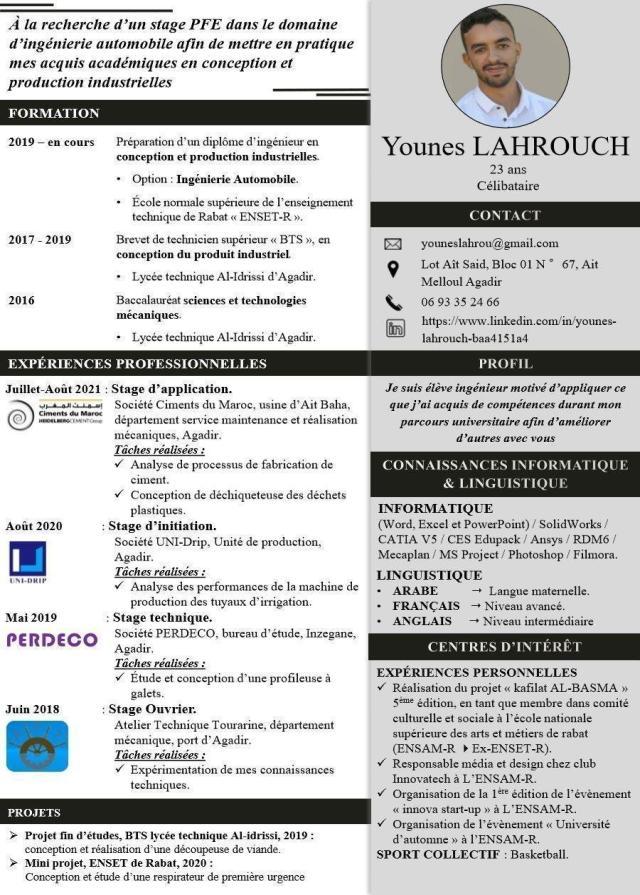 À la recherche d'un stage PFE dans le domaine
d'ingénierie automobile afin de mettre en pratique
mes acquis académiques en conception et
production industrielles
FORMATION
2019 – en cours Préparation d'un diplôme d'ingénieur en
conception et production industrielles.
• Option : Ingénierie Automobile.
• École normale supérieure de l'enseignement
technique de Rabat « ENSET-R ».
2017 - 2019 Brevet de technicien supérieur « BTS », en
conception du produit industriel.
• Lycée technique Al-Idrissi d'Agadir.
2016 Baccalauréat sciences et technologies
mécaniques.
• Lycée technique Al-Idrissi d'Agadir.
EXPÉRIENCES PROFESSIONNELLES
Juillet-Août 2021 : Stage d'application.
إسمنت المغرب
Ciments du Maroc
HEIDELBERGCEMENT Group
Société Ciments du Maroc, usine d'Ait Baha,
département service maintenance et réalisation
mécaniques, Agadir.
Tâches réalisées :
✓ Analyse de processus de fabrication de
ciment.
✓ Conception de déchiqueteuse des déchets
plastiques.
Août 2020 : Stage d'initiation.
UNI-DRIP
Société UNI-Drip, Unité de production,
Agadir.
Tâches réalisées :
✓ Analyse des performances de la machine de
production des tuyaux d'irrigation.
Mai 2019 : Stage technique.
PERDECO
Société PERDECO, bureau d'étude, Inzegane,
Agadir.
Tâches réalisées :
✓ Étude et conception d'une profileuse à
galets.
Juin 2018 : Stage Ouvrier.
Atelier Technique Tourarine, département
mécanique, port d'Agadir.
Tâches réalisées :
✓ Expérimentation de mes connaissances
techniques.
PROJETS
➢ Projet fin d'études, BTS lycée technique Al-idrissi, 2019 :
conception et réalisation d'une découpeuse de viande.
➢ Mini projet, ENSET de Rabat, 2020 :
Conception et étude d'une respirateur de première urgence
Younes LAHROUCH
23 ans
Célibataire
CONTACT
youneslahrou@gmail.com
Lot Aît Said, Bloc 01 N ° 67, Ait
Melloul Agadir
06 93 35 24 66
https://www.linkedin.com/in/younes-
lahrouch-baa4151a4
PROFIL
Je suis élève ingénieur motivé d'appliquer ce
que j'ai acquis de compétences durant mon
parcours universitaire afin d'améliorer
d'autres avec vous
CONNAISSANCES INFORMATIQUE
& LINGUISTIQUE
INFORMATIQUE
(Word, Excel et PowerPoint) / SolidWorks /
CATIA V5 / CES Edupack / Ansys / RDM6 /
Mecaplan / MS Project / Photoshop / Filmora.
LINGUISTIQUE
• ARABE → Langue maternelle.
• FRANÇAIS → Niveau avancé.
• ANGLAIS → Niveau intermédiaire
CENTRES D'INTÉRÊT
EXPÉRIENCES PERSONNELLES
✓ Réalisation du projet « kafilat AL-BASMA »
5ème édition, en tant que membre dans comité
culturelle et sociale à l'école nationale
supérieure des arts et métiers de rabat
(ENSAM-R ▶ Ex-ENSET-R).
✓ Responsable média et design chez club
Innovatech à L'ENSAM-R.
✓ Organisation de la 1ère édition de l'évènement
« innova start-up » à L'ENSAM-R.
✓ Organisation de l'évènement « Université
d'automne » à l'ENSAM-R.
SPORT COLLECTIF : Basketball.